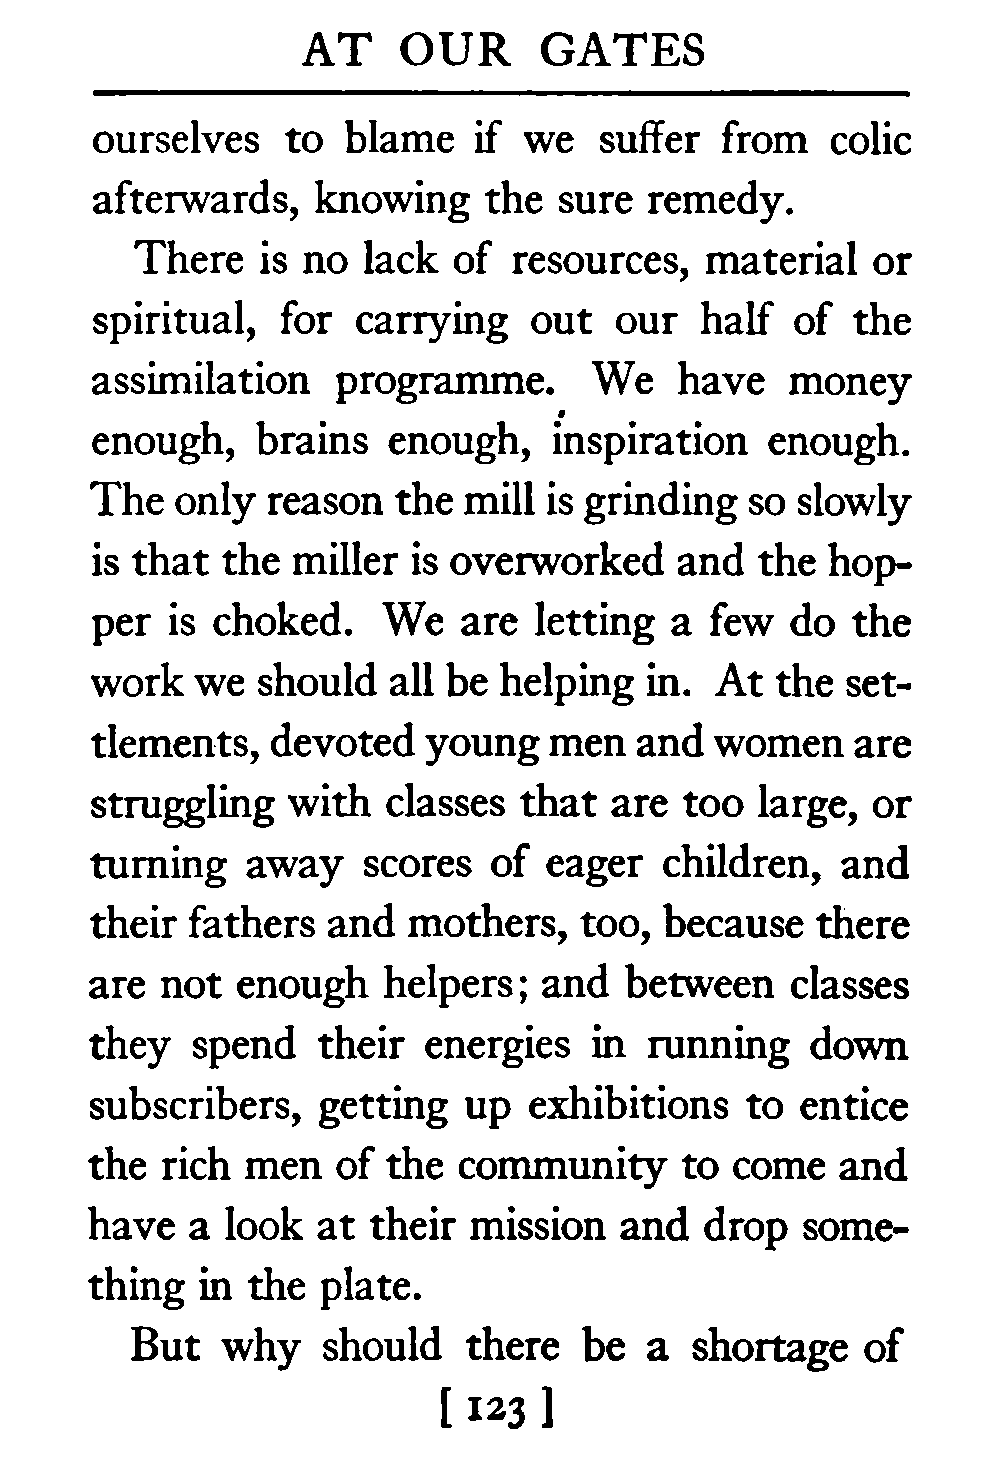 AT OUR GATES
ourselves to blame if we suffer from colic
afterwards, knowing the sure remedy.
There is no lack of resources, material or
spiritual, for carrying out our half of the
assimilation programme. We have money
enough, brains enough, inspiration enough.
The only reason the mill is grinding so slowly
is that the miller is overworked and the hop-
per is choked. We are letting a few do the
work we should all be helping in. At the set-
tlements, devoted young men and women are
struggling with classes that are too large, or
turning away scores of eager children, and
their fathers and mothers, too, because there
are not enough helpers; and between classes
they spend their energies in running down
subscribers, getting up exhibitions to entice
the rich men of the community to come and
have a look at their mission and drop some-
thing in the plate.
But why should there be a shortage of
[ 123 ]